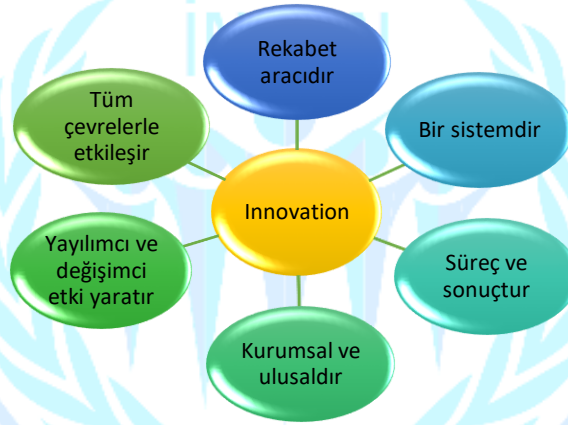 Rekabet
aracıdır
Bir sistemdir
Süreç ve
sonuçtur
Kurumsal ve
ulusaldır
Yayılımcı ve
değişimci
etki yaratır
Tüm
çevrelerle
etkileşir
Innovation